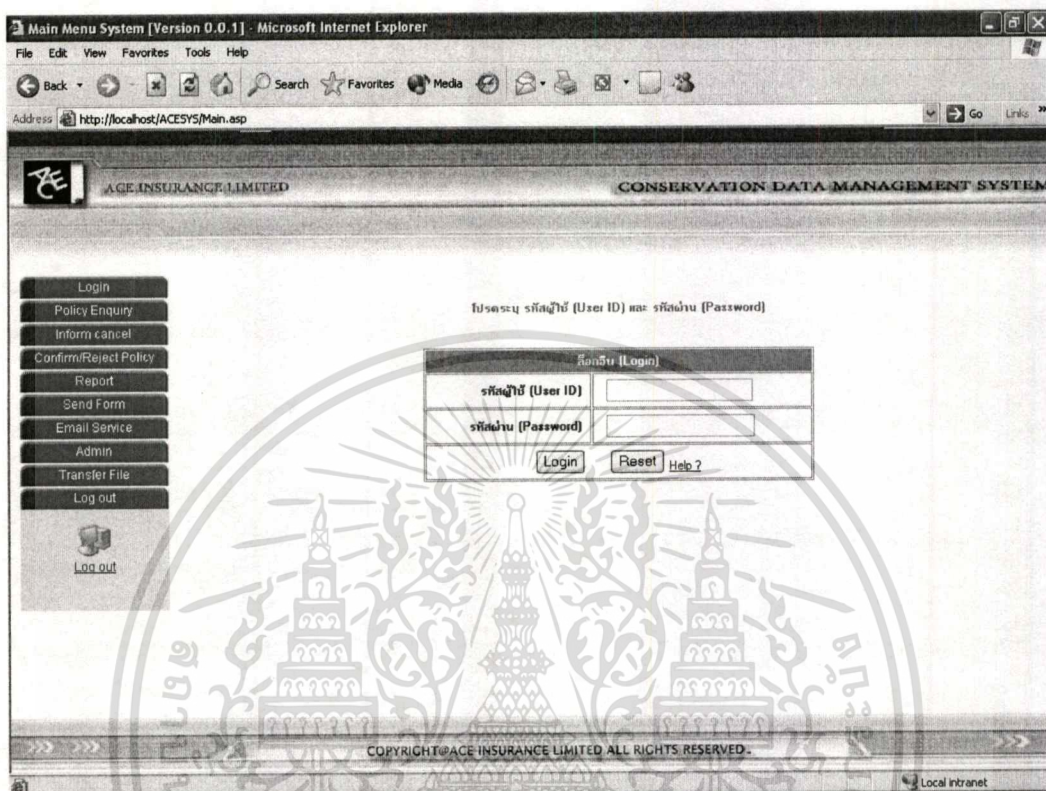 Main Menu System [Version 0.0.1] - Microsoft Internet Explorer
File Edit View Favorites Tools Help
Back Search Favorites Media
Address http://localhost/ACESYS/Main.asp Go Links »
ACE
ACE INSURANCE LIMITED CONSERVATION DATA MANAGEMENT SYSTEM
Login
Policy Enquiry
Inform cancel
Confirm/Reject Policy
Report
Send Form
Email Service
Admin
Transfer File
Log out
Log out
โปรดระบุ รหัสผู้ใช้ (User ID) และ รหัสผ่าน (Password)
ล็อกอิน (Login)
รหัสผู้ใช้ (User ID)
รหัสผ่าน (Password)
Login Reset Help ?
COPYRIGHT@ACE INSURANCE LIMITED ALL RIGHTS RESERVED.
Local intranet